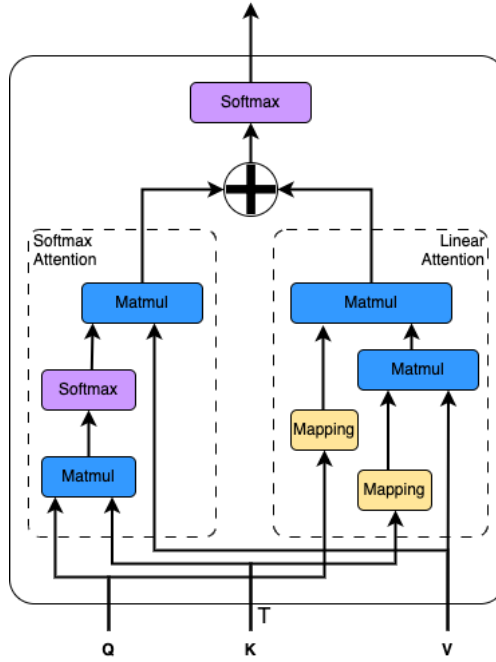 Softmax
Softmax
Attention
Linear
Attention
Matmul
Matmul
Matmul
Softmax
Mapping
Matmul
Mapping
T
Q
K
V